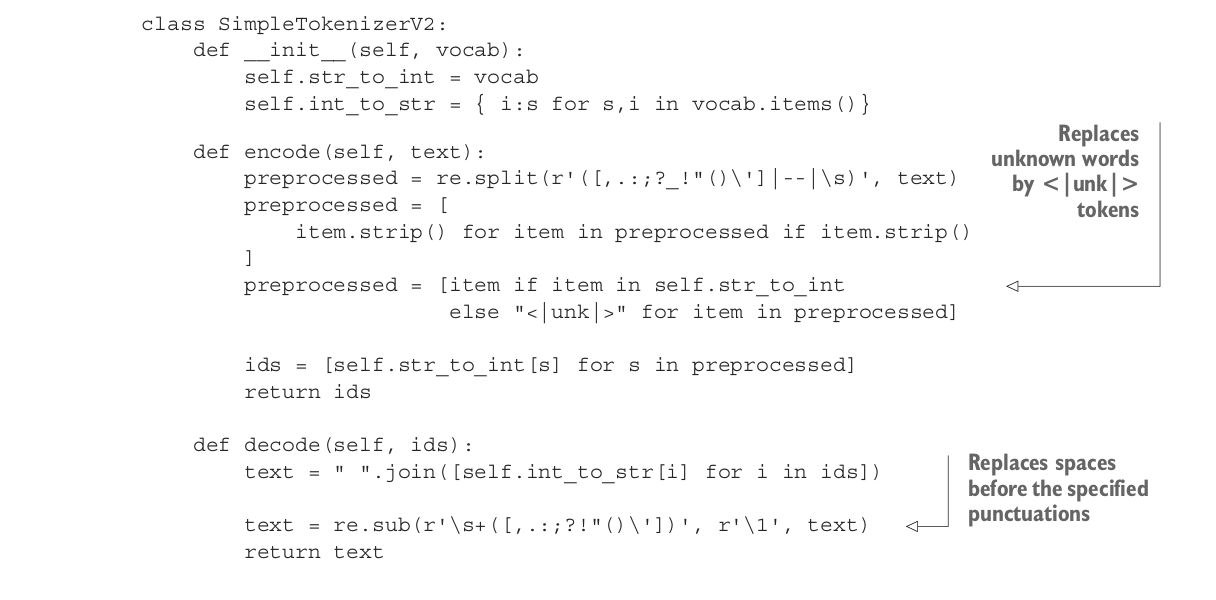 class SimpleTokenizerV2:
    def __init__(self, vocab):
        self.str_to_int = vocab
        self.int_to_str = { i:s for s,i in vocab.items()}
    def encode(self, text):
        preprocessed = re.split(r'([,.:;?_!"()\']|--|\s)', text)
        preprocessed = [
            item.strip() for item in preprocessed if item.strip()
        ]
        preprocessed = [item if item in self.str_to_int
                        else "<|unk|>" for item in preprocessed]
        ids = [self.str_to_int[s] for s in preprocessed]
        return ids
    def decode(self, ids):
        text = " ".join([self.int_to_str[i] for i in ids])
        text = re.sub(r'\s+([,.:;?!"()\'])', r'\1', text)
        return text
Replaces
unknown words
by <|unk|>
tokens
Replaces spaces
before the specified
punctuations